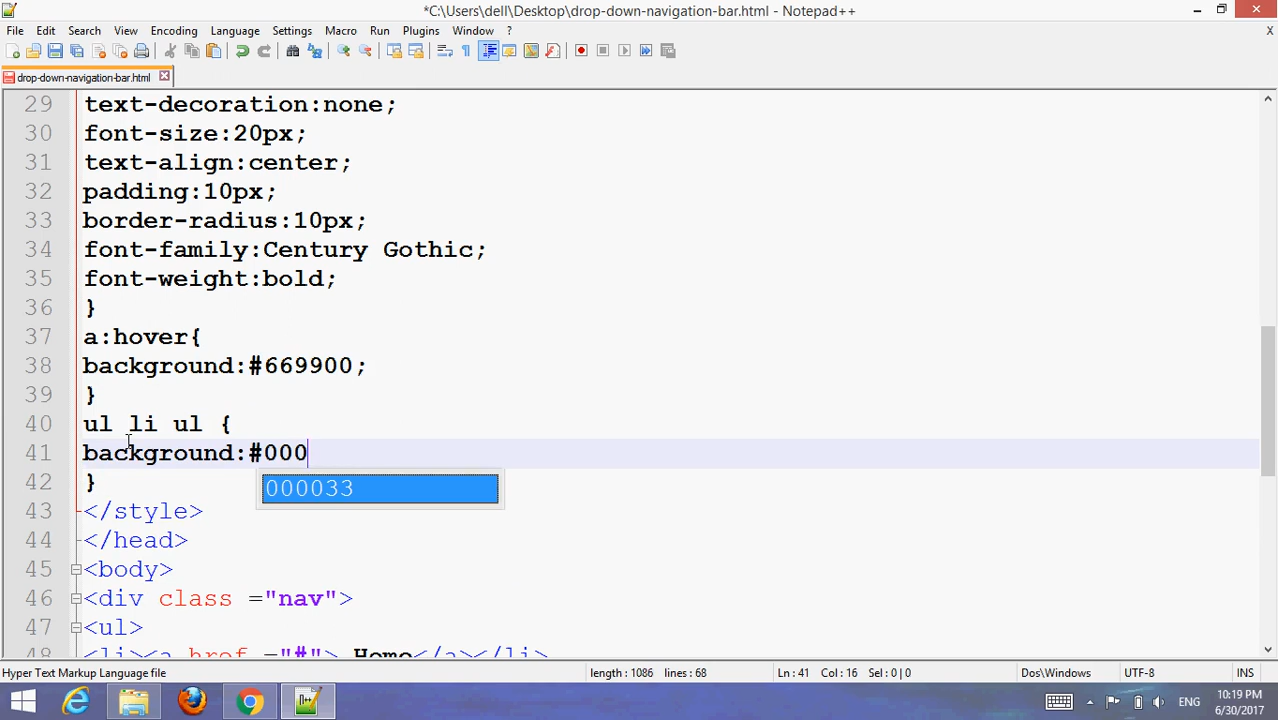 *C:\Users\dell\Desktop\drop-down-navigation-bar.html - Notepad++
File Edit Search View Encoding Language Settings Macro Run Plugins Window ? X
drop-down-navigation-bar.html
29 text-decoration:none;
30 font-size:20px;
31 text-align:center;
32 padding:10px;
33 border-radius:10px;
34 font-family:Century Gothic;
35 font-weight:bold;
36 }
37 a:hover{
38 background:#669900;
39 }
40 ul li ul {
41 background:#000
000033
42 }
43 </style>
44 </head>
45 <body>
46 <div class ="nav">
47 <ul>
48 <li><a href ="#"> Home</a></li>
Hyper Text Markup Language file length : 1086 lines : 68 Ln : 41 Col : 16 Sel : 0 | 0 Dos\Windows UTF-8 INS
ENG 10:19 PM
6/30/2017